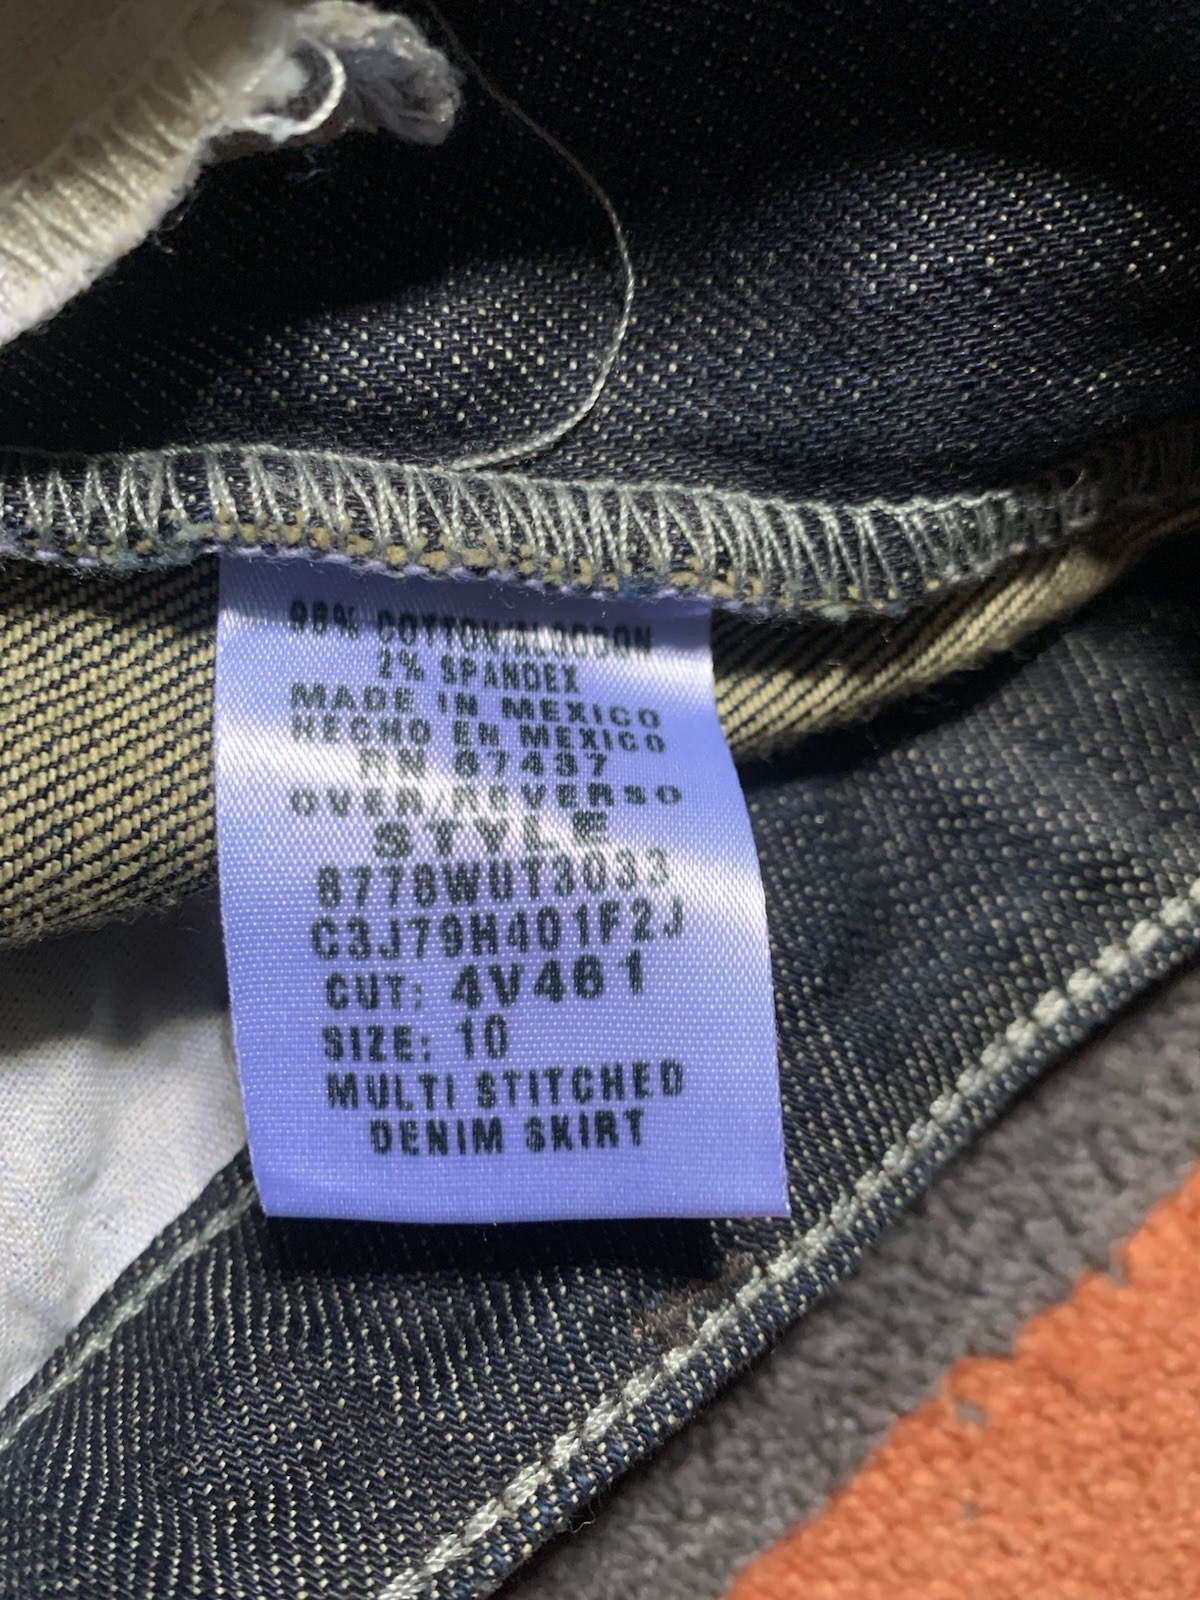 98% COTTON/ALGODON
2% SPANDEX
MADE IN MEXICO
HECHO EN MEXICO
RN 87437
OVER/REVERSO
STYLE
8778WUT3033
C3J79H401F2J
CUT: 4V461
SIZE: 10
MULTI STITCHED
DENIM SKIRT